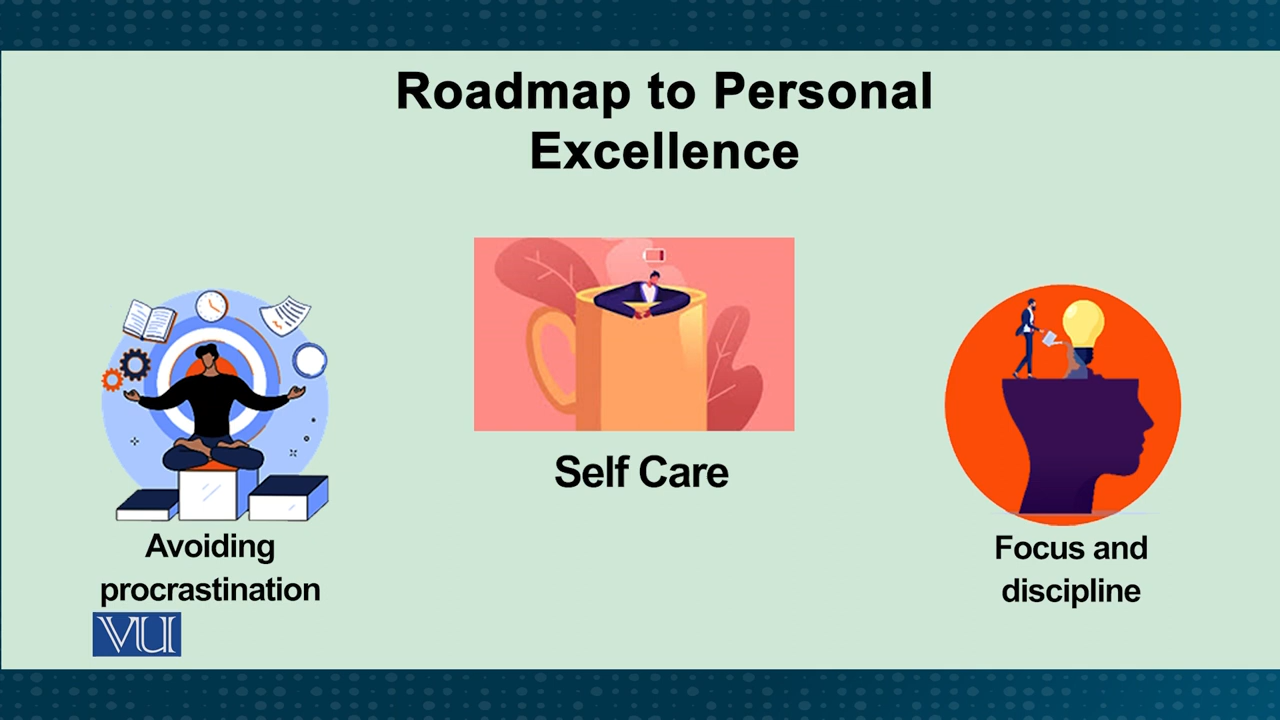 Roadmap to Personal
Excellence
Self Care
Avoiding
procrastination
Focus and
discipline
VU